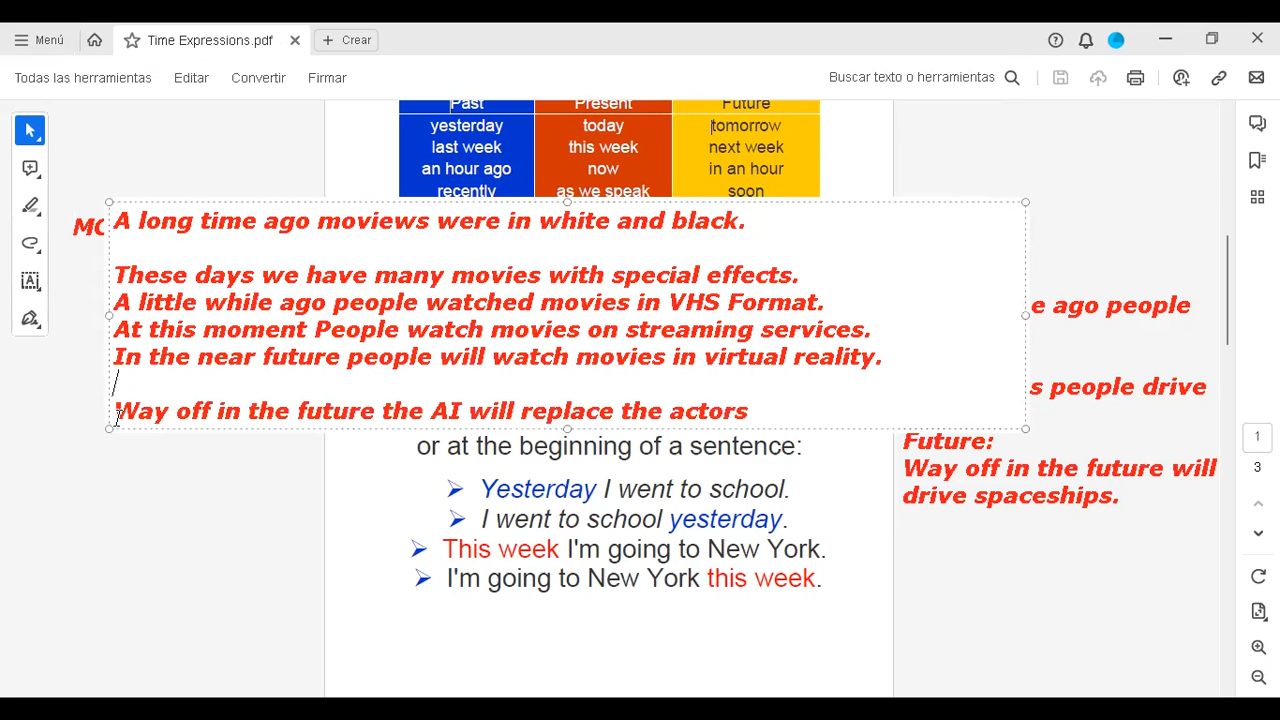 Menú
Time Expressions.pdf
Crear
Todas las herramientas
Editar
Convertir
Firmar
Buscar texto o herramientas
Past Present Future
yesterday today tomorrow
last week this week next week
an hour ago now in an hour
recently as we speak soon
MO
A long time ago moviews were in white and black.
These days we have many movies with special effects.
A little while ago people watched movies in VHS Format.
At this moment People watch movies on streaming services.
In the near future people will watch movies in virtual reality.
Way off in the future the AI will replace the actors
e ago people
s people drive
Future:
Way off in the future will
drive spaceships.
or at the beginning of a sentence:
➢ Yesterday I went to school.
➢ I went to school yesterday.
➢ This week I'm going to New York.
➢ I'm going to New York this week.
1
3